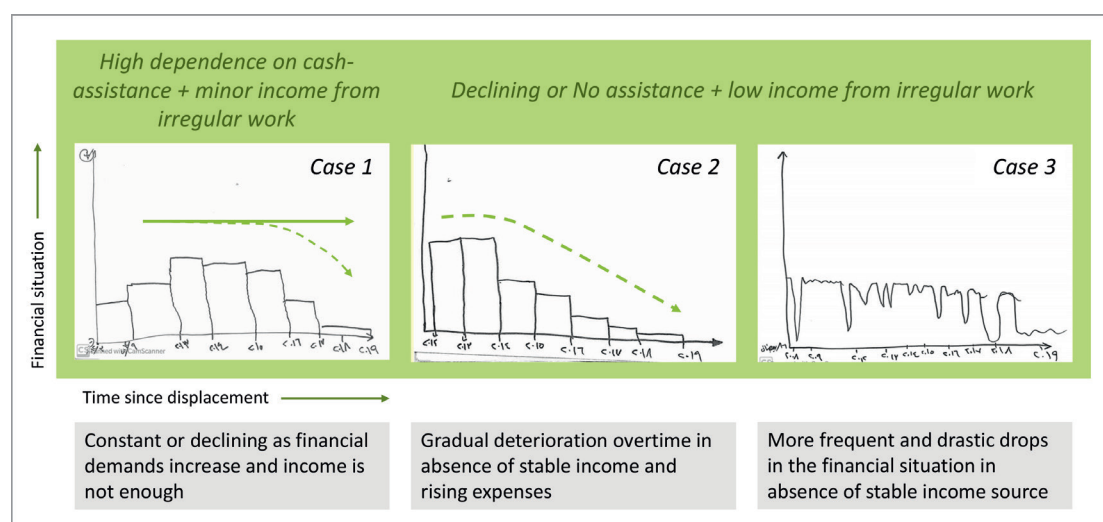 High dependence on cash-
assistance + minor income from
irregular work
Declining or No assistance + low income from irregular work
Case 1
Case 2
Case 3
Financial situation
Time since displacement
Constant or declining as financial
demands increase and income is
not enough
Gradual deterioration overtime in
absence of stable income and
rising expenses
More frequent and drastic drops
in the financial situation in
absence of stable income source